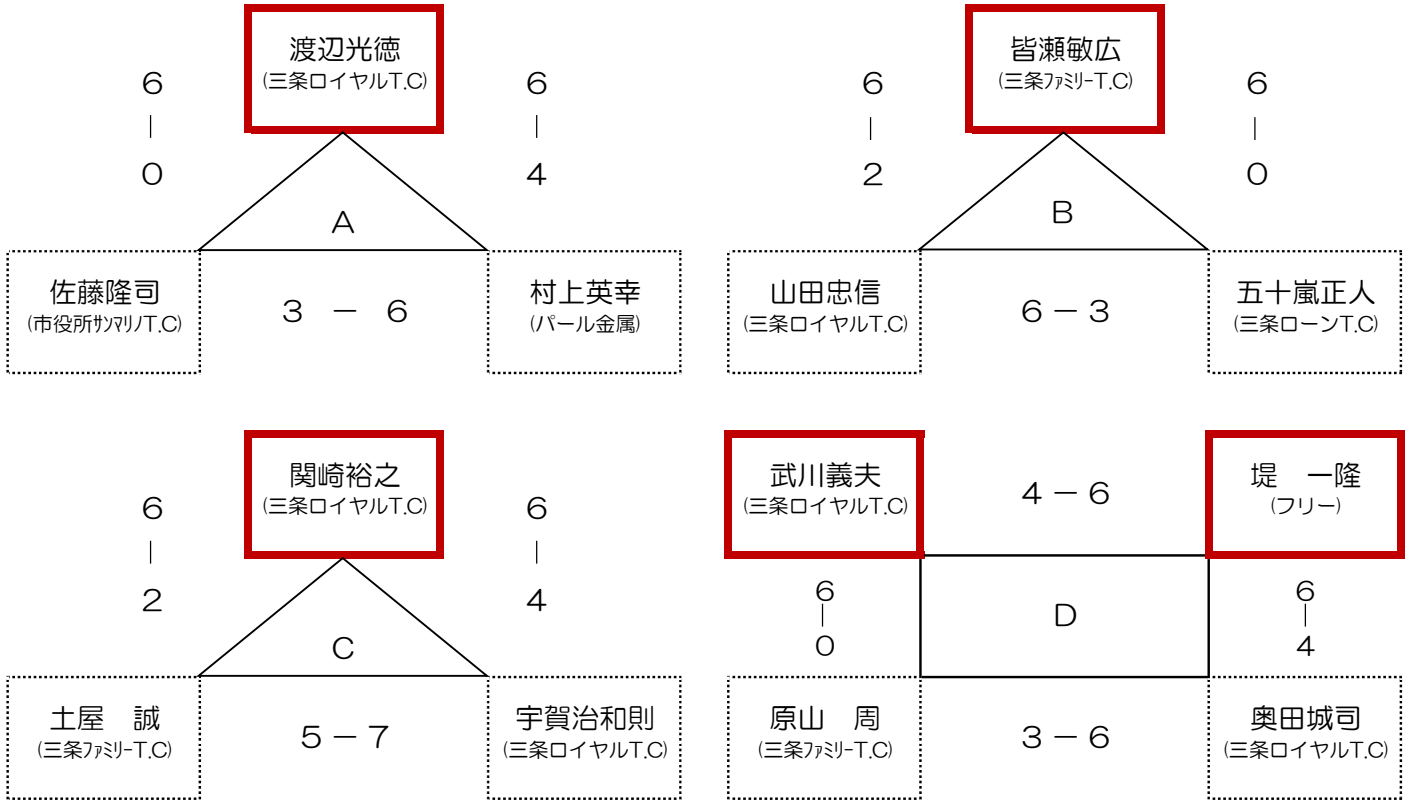 渡辺光徳
(三条ロイヤルT.C)
6
|
0
6
|
4
A
佐藤隆司
(市役所ｻﾝﾏﾘﾉT.C)
3 － 6
村上英幸
(パール金属)
皆瀬敏広
(三条ﾌｧﾐﾘｰT.C)
6
|
2
6
|
0
B
山田忠信
(三条ロイヤルT.C)
6－3
五十嵐正人
(三条ローンT.C)
関崎裕之
(三条ロイヤルT.C)
6
|
2
6
|
4
C
土屋　誠
(三条ﾌｧﾐﾘｰT.C)
5－7
宇賀治和則
(三条ロイヤルT.C)
武川義夫
(三条ロイヤルT.C)
4－6
堤　一隆
(フリー)
6
|
0
D
6
|
4
原山　周
(三条ﾌｧﾐﾘｰT.C)
3－6
奥田城司
(三条ロイヤルT.C)